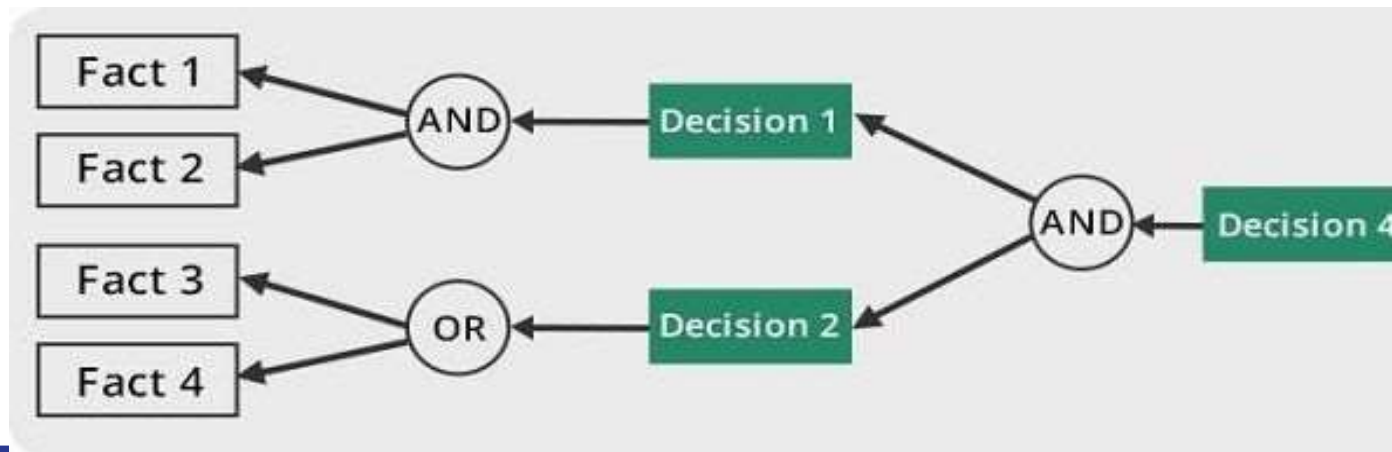 Fact 1
Fact 2
AND
Decision 1
Fact 3
Fact 4
OR
Decision 2
AND
Decision 4